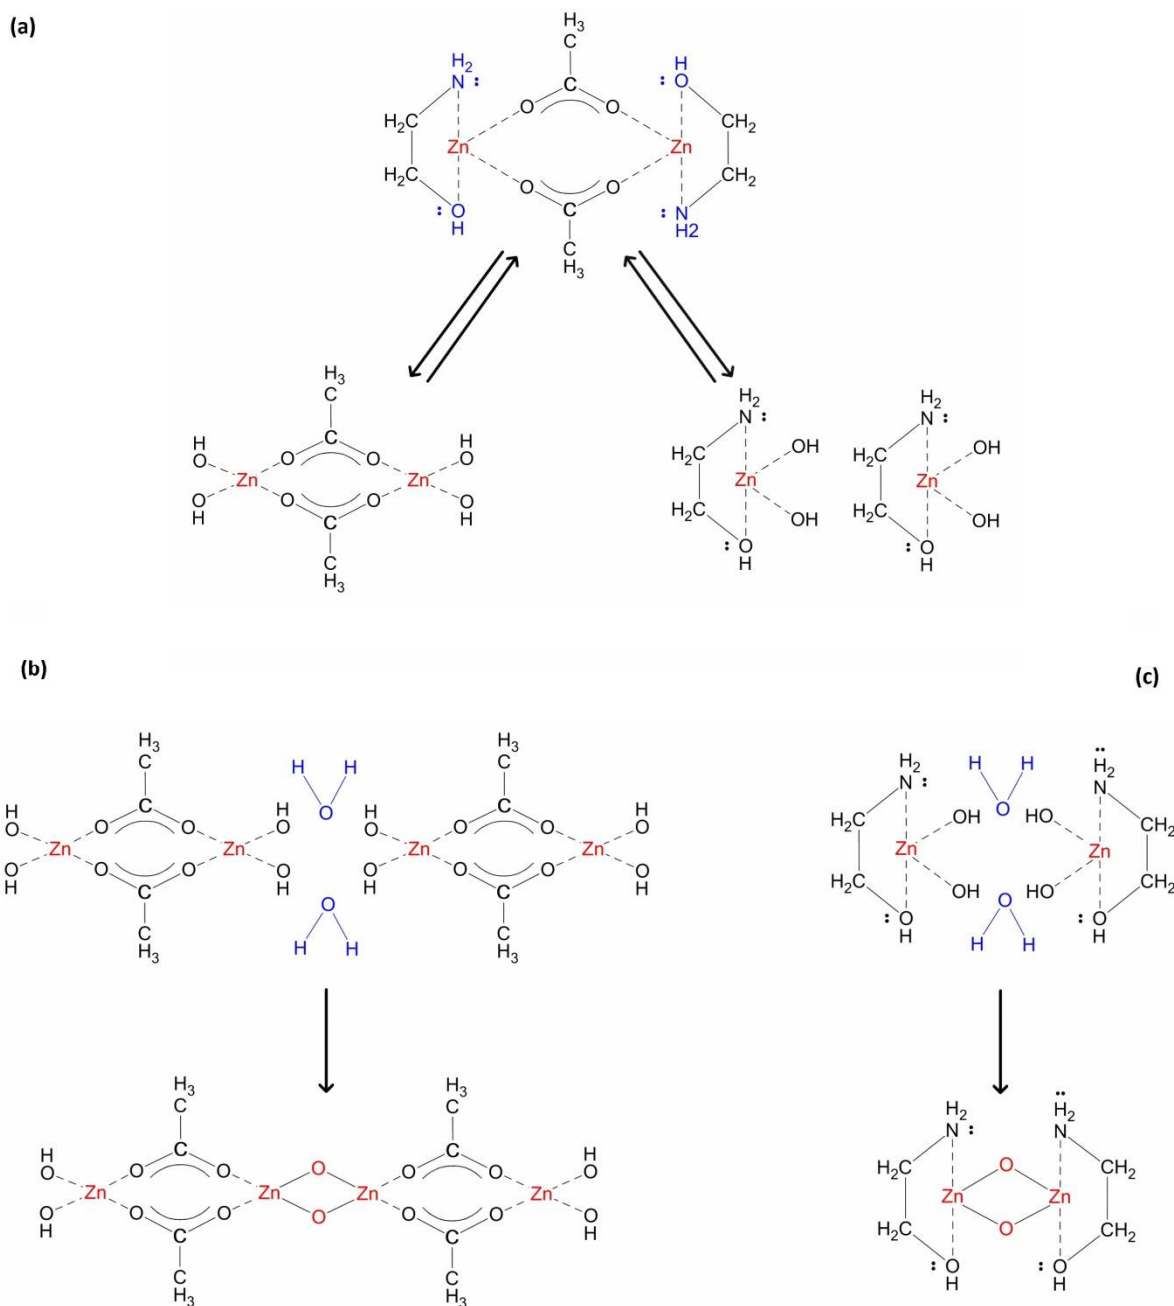 (a)
H3
C
H2 H
N : C : O
O O
H2C CH2
Zn Zn
H2C CH2
O O
: O C : N
H H2
C
H3
H3
C
H C H
O O O O
Zn Zn
O O O O
H C H
C
H3
H2 H2
N : N :
H2C OH H2C OH
Zn Zn
H2C OH H2C OH
: O : O
H H
(b)
H3 H3
C C
H H
H C H H C H
O O O O O O O O O
Zn Zn Zn Zn
O O O O O O O O
H C H H C H
O
H H
C C
H3 H3
H3 H3
C C
H C O C H
O O O O O O
Zn Zn Zn Zn
O O O O O O
H C O C H
C C
H3 H3
(c)
H2 H H ••
N : H2
O N
H2C OH HO CH2
Zn Zn
H2C OH HO CH2
: O O : O
H H H H
••
H2 H2
N : N
H2C O CH2
Zn Zn
H2C O CH2
: O : O
H H